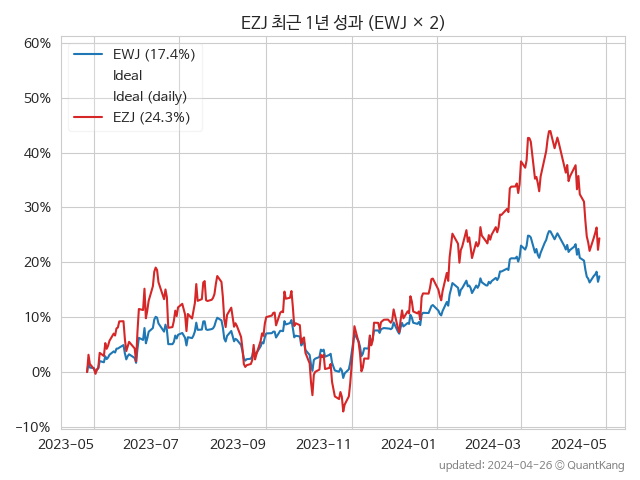 EZJ 최근 1년 성과 (EWJ × 2)
60%
50%
40%
30%
20%
10%
0%
−10%
EWJ (17.4%)
Ideal
Ideal (daily)
EZJ (24.3%)
2023−05
2023−07
2023−09
2023−11
2024−01
2024−03
2024−05
updated: 2024-04-26 © QuantKang